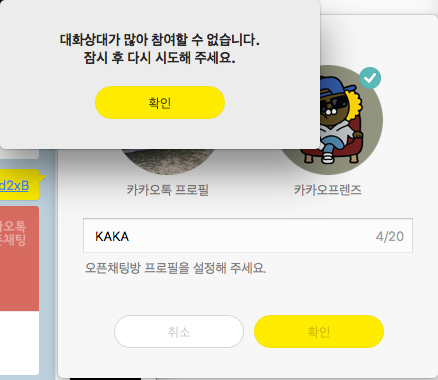 대화상대가 많아 참여할 수 없습니다.
잠시 후 다시 시도해 주세요.
확인
d2xB
카카오톡 프로필
카카오프렌즈
오톡
픈채팅
KAKA
4/20
오픈채팅방 프로필을 설정해 주세요.
취소
확인